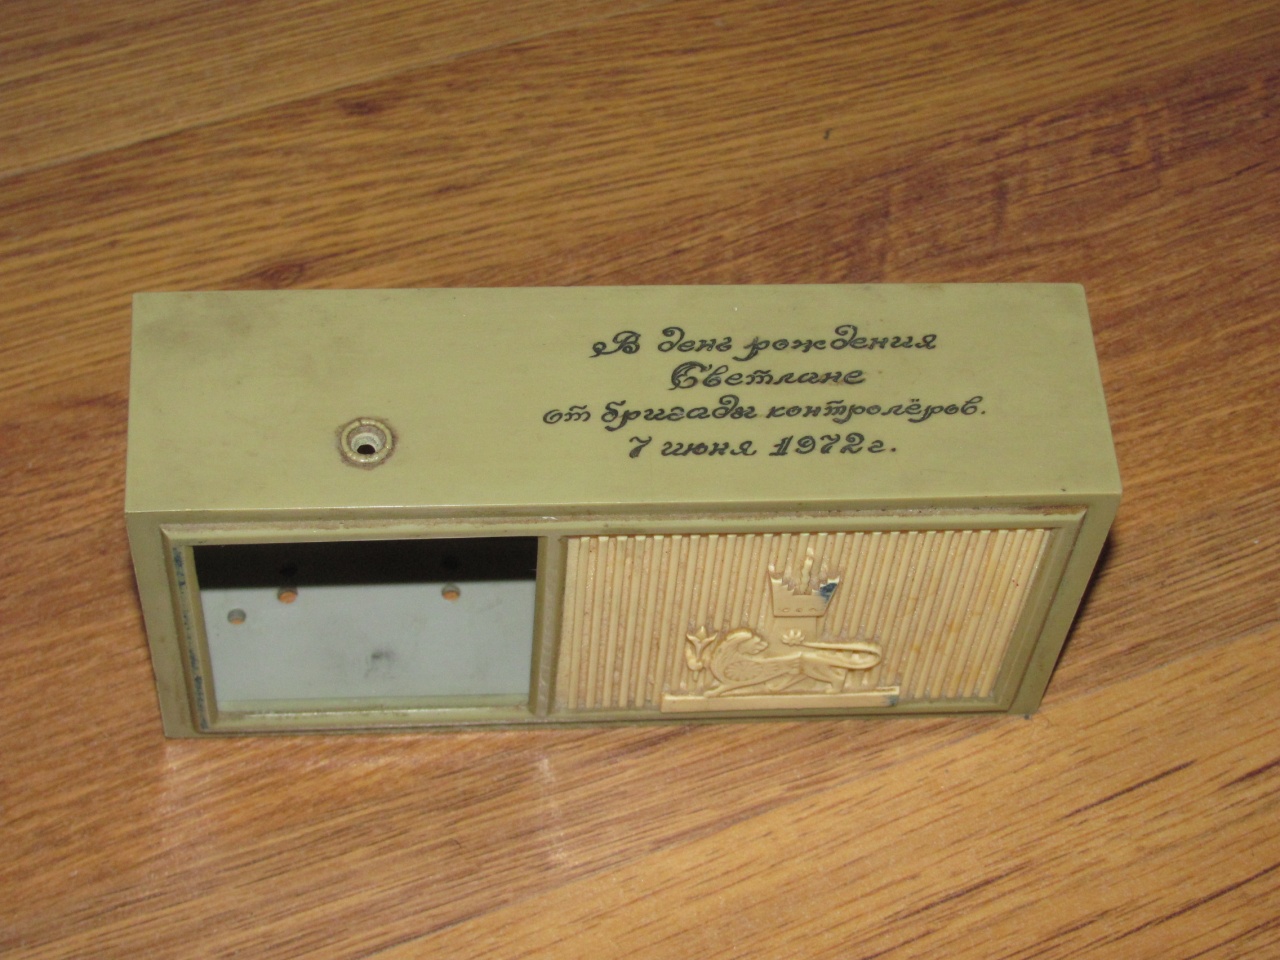 В день рождения
Светлане
от бригады контролёров.
7 июня 1972г.